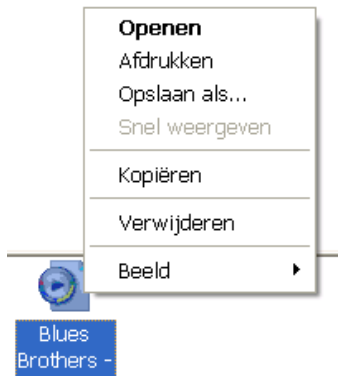 Openen
Afdrukken
Opslaan als...
Snel weergeven
Kopiëren
Verwijderen
Beeld
Blues
Brothers -